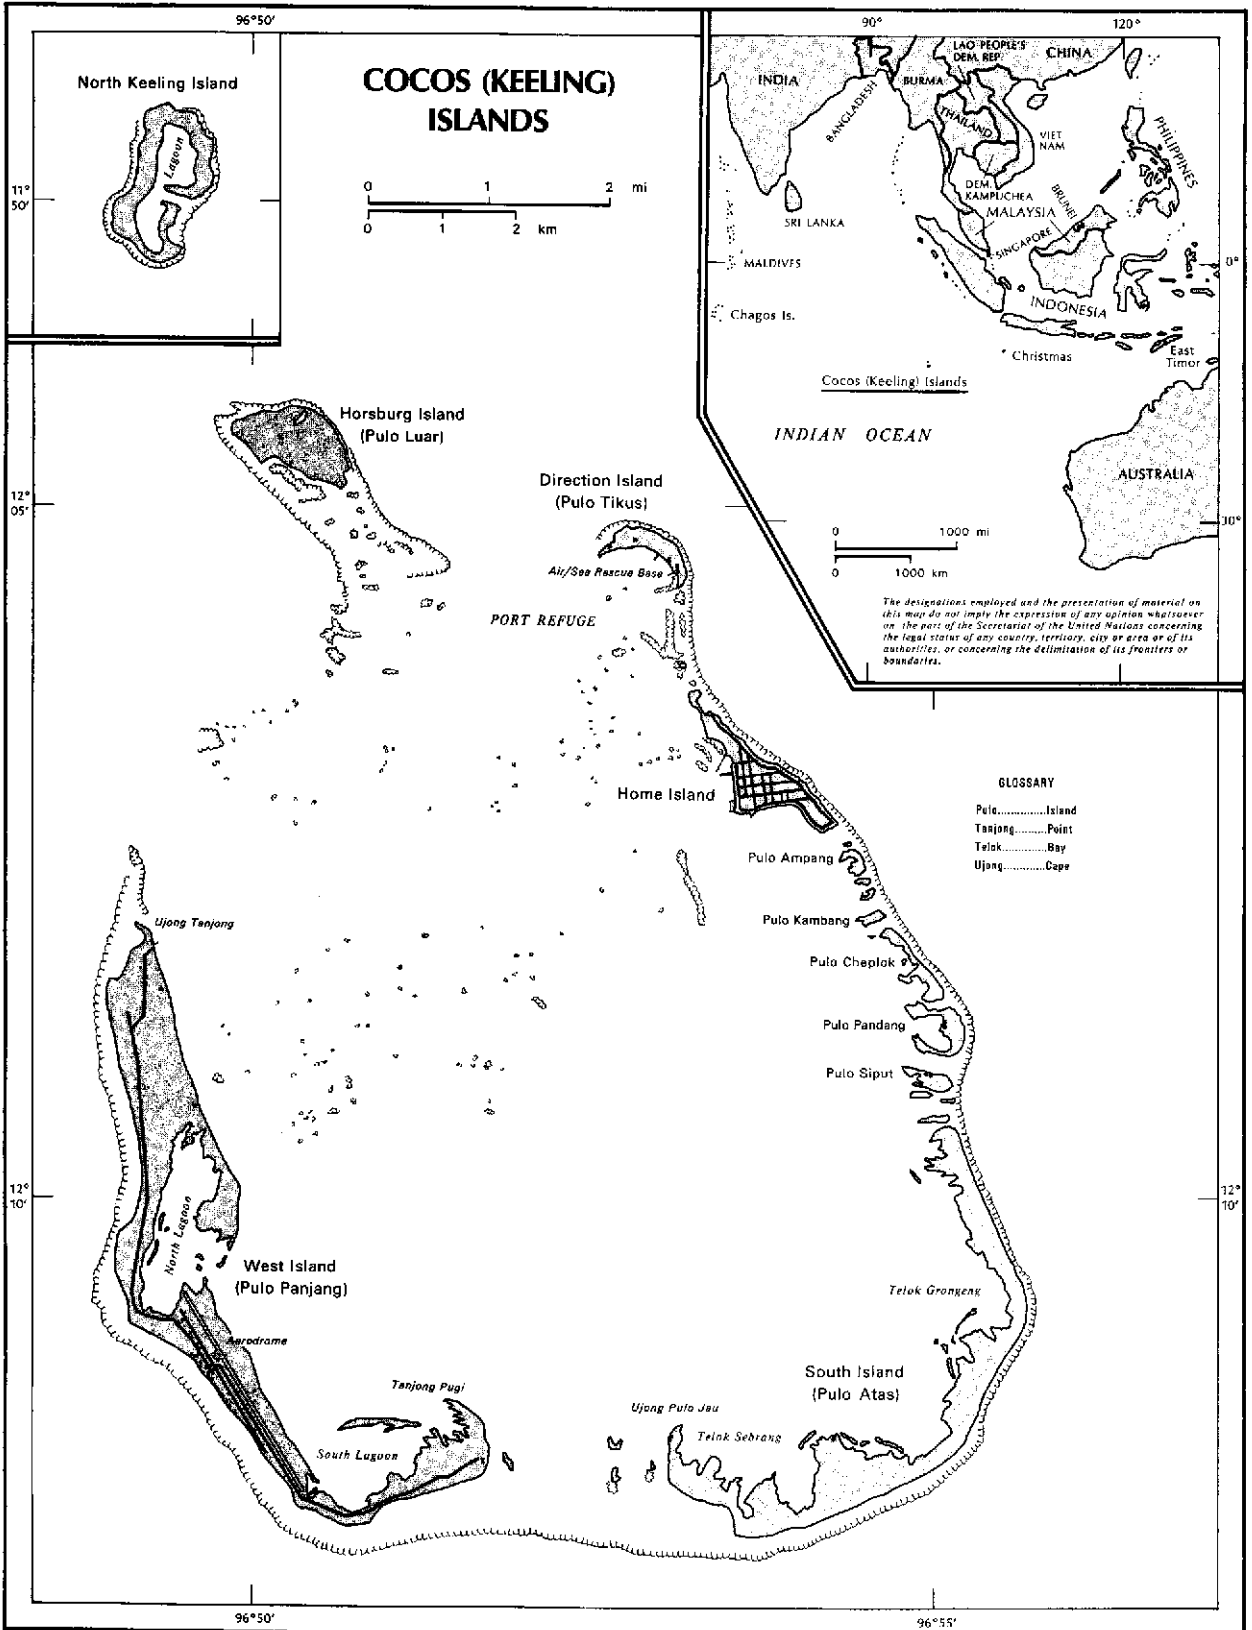 96°50'
90°
120°
North Keeling Island
Lagoon
11°
50'
COCOS (KEELING)
ISLANDS
0 1 2 mi
0 1 2 km
INDIA
BANGLADESH
BURMA
LAO PEOPLE'S
DEM. REP.
CHINA
THAILAND
VIET
NAM
DEM.
KAMPUCHEA
PHILIPPINES
SRI LANKA
MALAYSIA
BRUNEI
SINGAPORE
MALDIVES
0°
INDONESIA
Chagos Is.
Christmas
East
Timor
Cocos (Keeling) Islands
INDIAN OCEAN
AUSTRALIA
30°
0 1000 mi
0 1000 km
The designations employed and the presentation of material on
this map do not imply the expression of any opinion whatsoever
on the part of the Secretariat of the United Nations concerning
the legal status of any country, territory, city or area or of its
authorities, or concerning the delimitation of its frontiers or
boundaries.
Horsburg Island
(Pulo Luar)
12°
05'
Direction Island
(Pulo Tikus)
Air/Sea Rescue Base
PORT REFUGE
Home Island
GLOSSARY
Pulo..............Island
Tanjong.........Point
Telok.............Bay
Ujong............Cape
Pulo Ampang
Pulo Kambang
Pulo Cheplok
Pulo Pandang
Pulo Siput
Ujong Tanjong
12°
10'
12°
10'
North Lagoon
West Island
(Pulo Panjang)
Aerodrome
Telok Grongeng
South Island
(Pulo Atas)
Tanjong Pugi
South Lagoon
Ujong Pulo Jau
Telok Sebrang
96°50'
96°55'